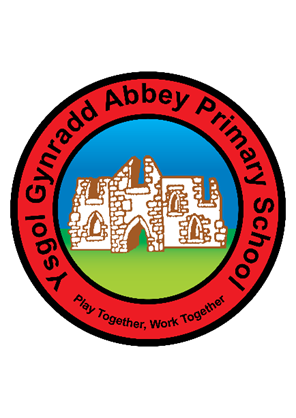 Ysgol Gynradd Abbey Primary School
Play Together, Work Together